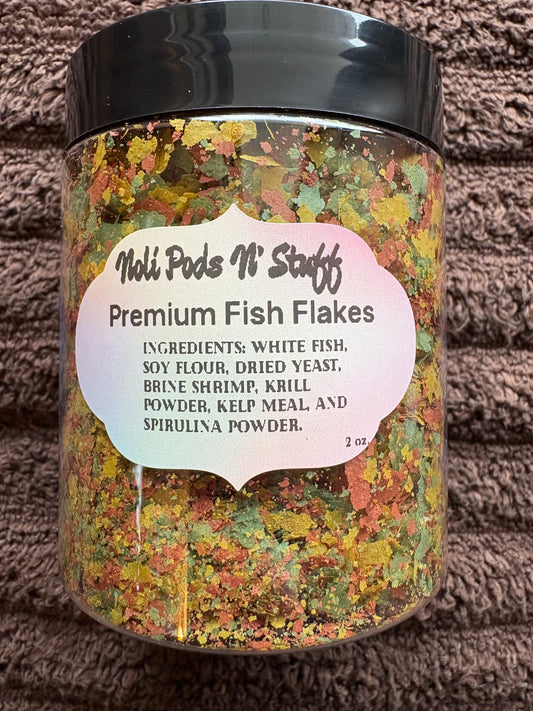 Noli Pods N' Stuff
Premium Fish Flakes
INGREDIENTS: WHITE FISH,
SOY FLOUR, DRIED YEAST,
BRINE SHRIMP, KRILL
POWDER, KELP MEAL, AND
SPIRULINA POWDER.
2 oz.